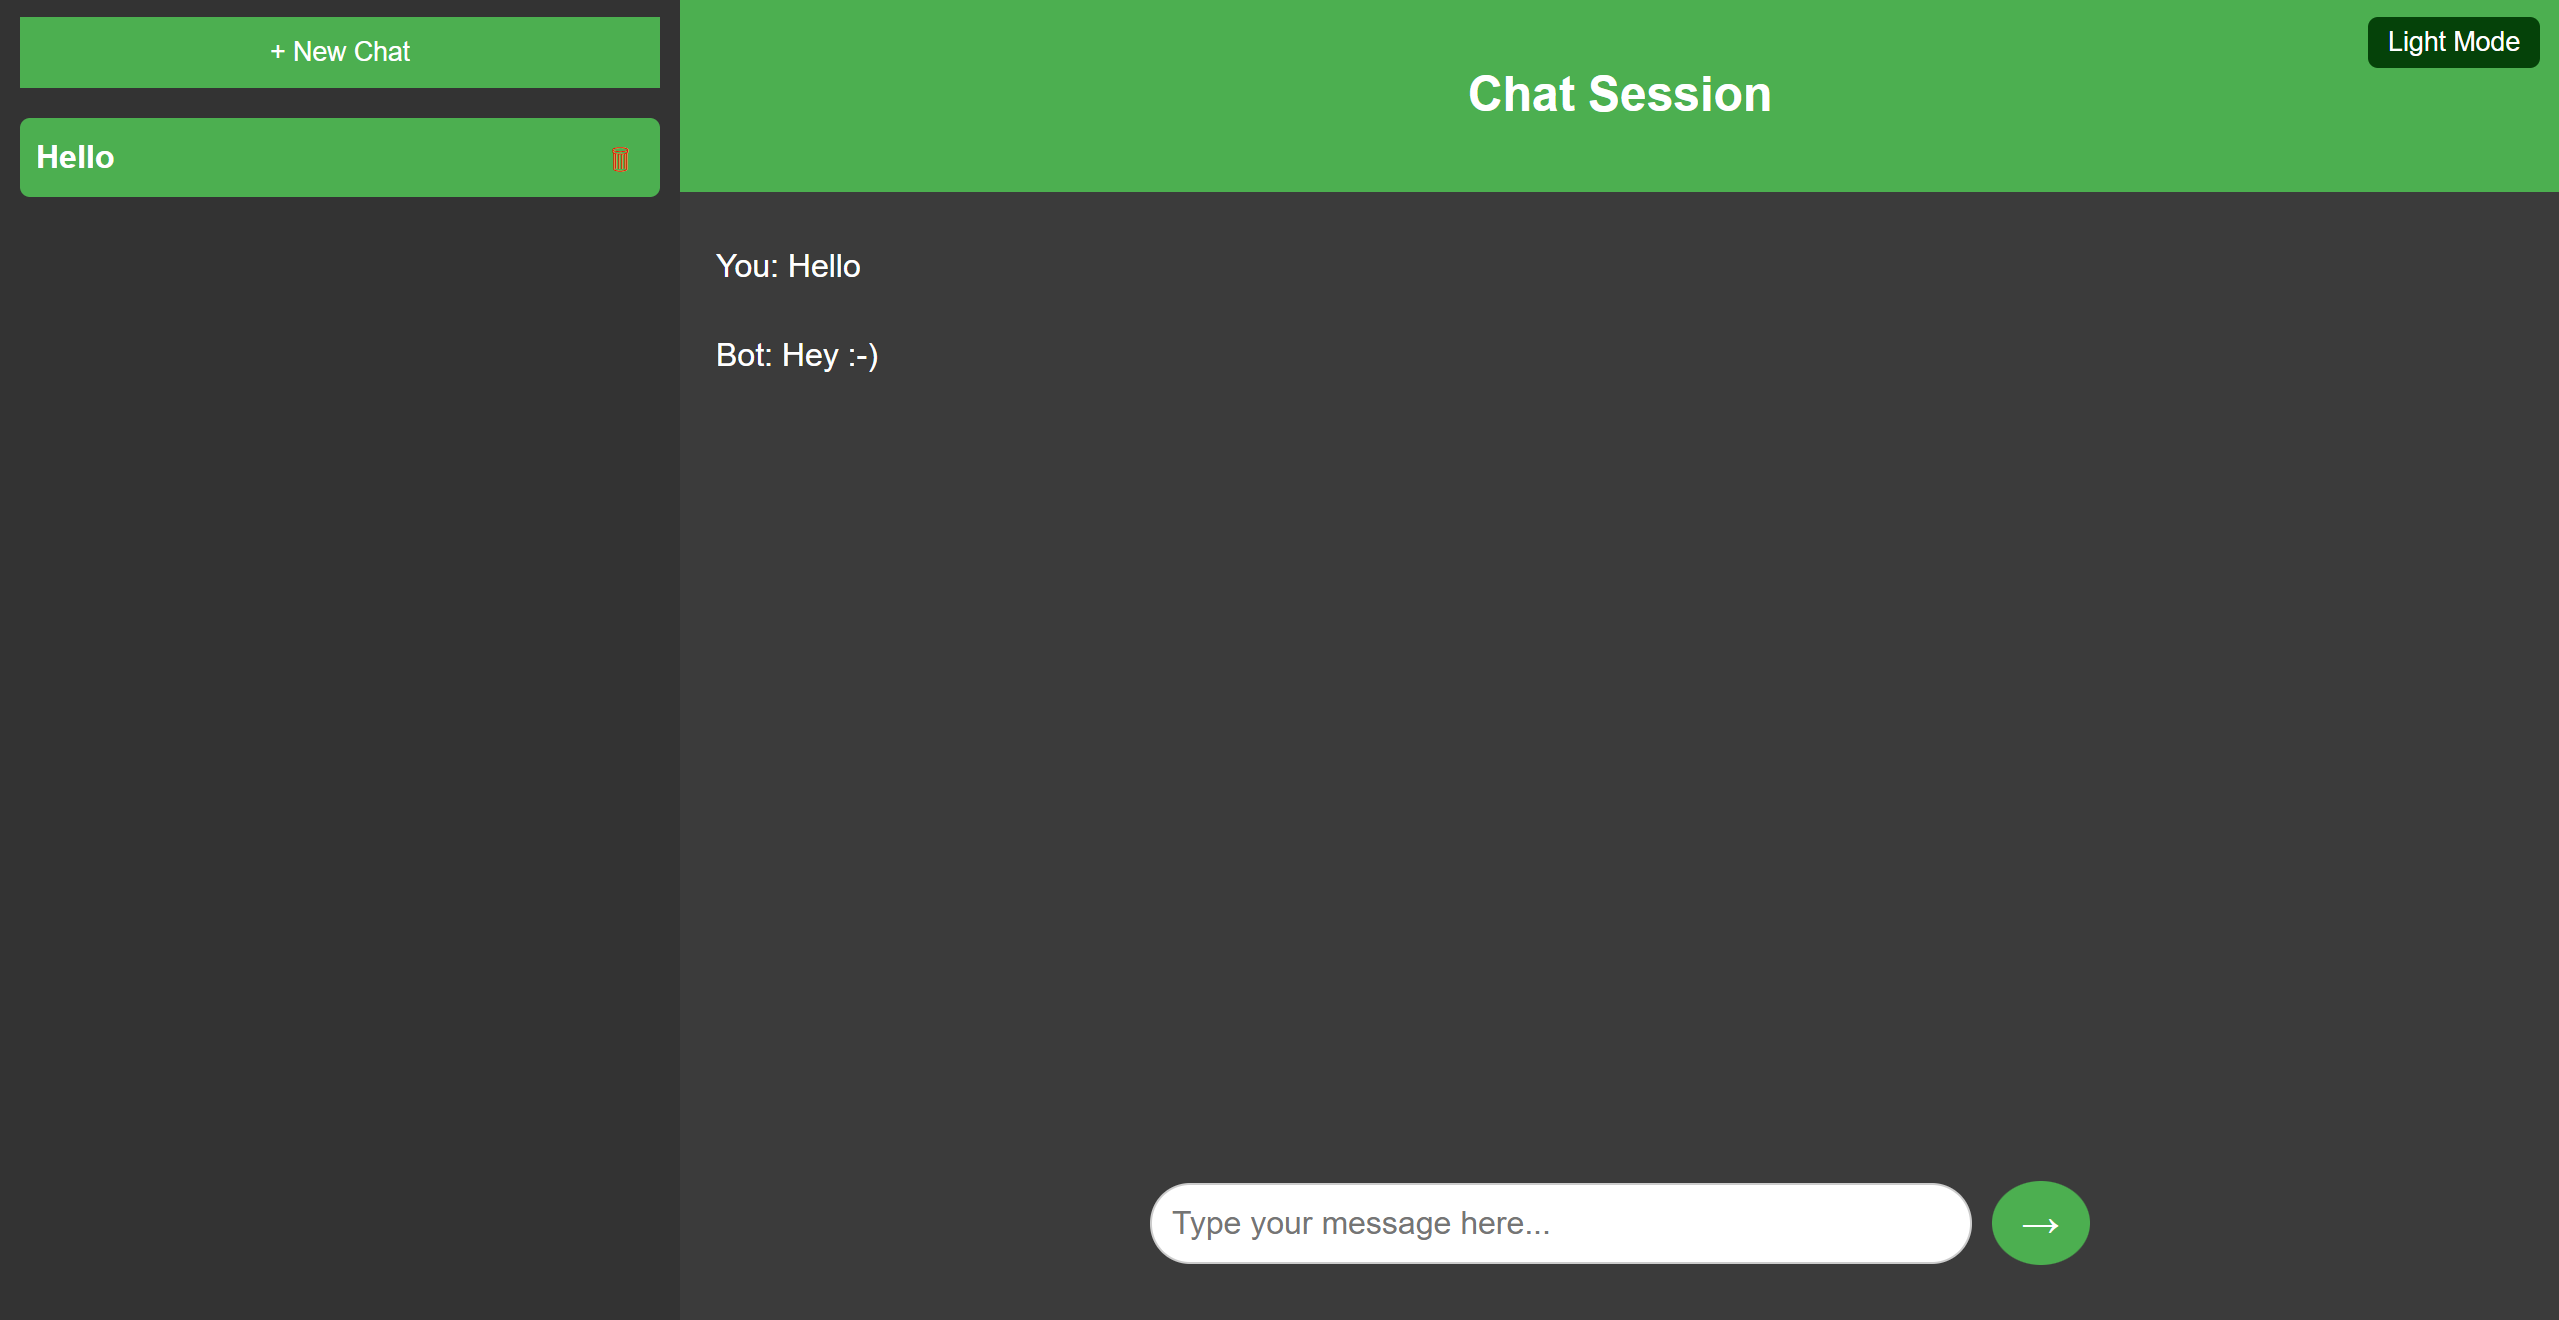 + New Chat
Hello
Light Mode
Chat Session
You: Hello
Bot: Hey :-)
Type your message here...
→